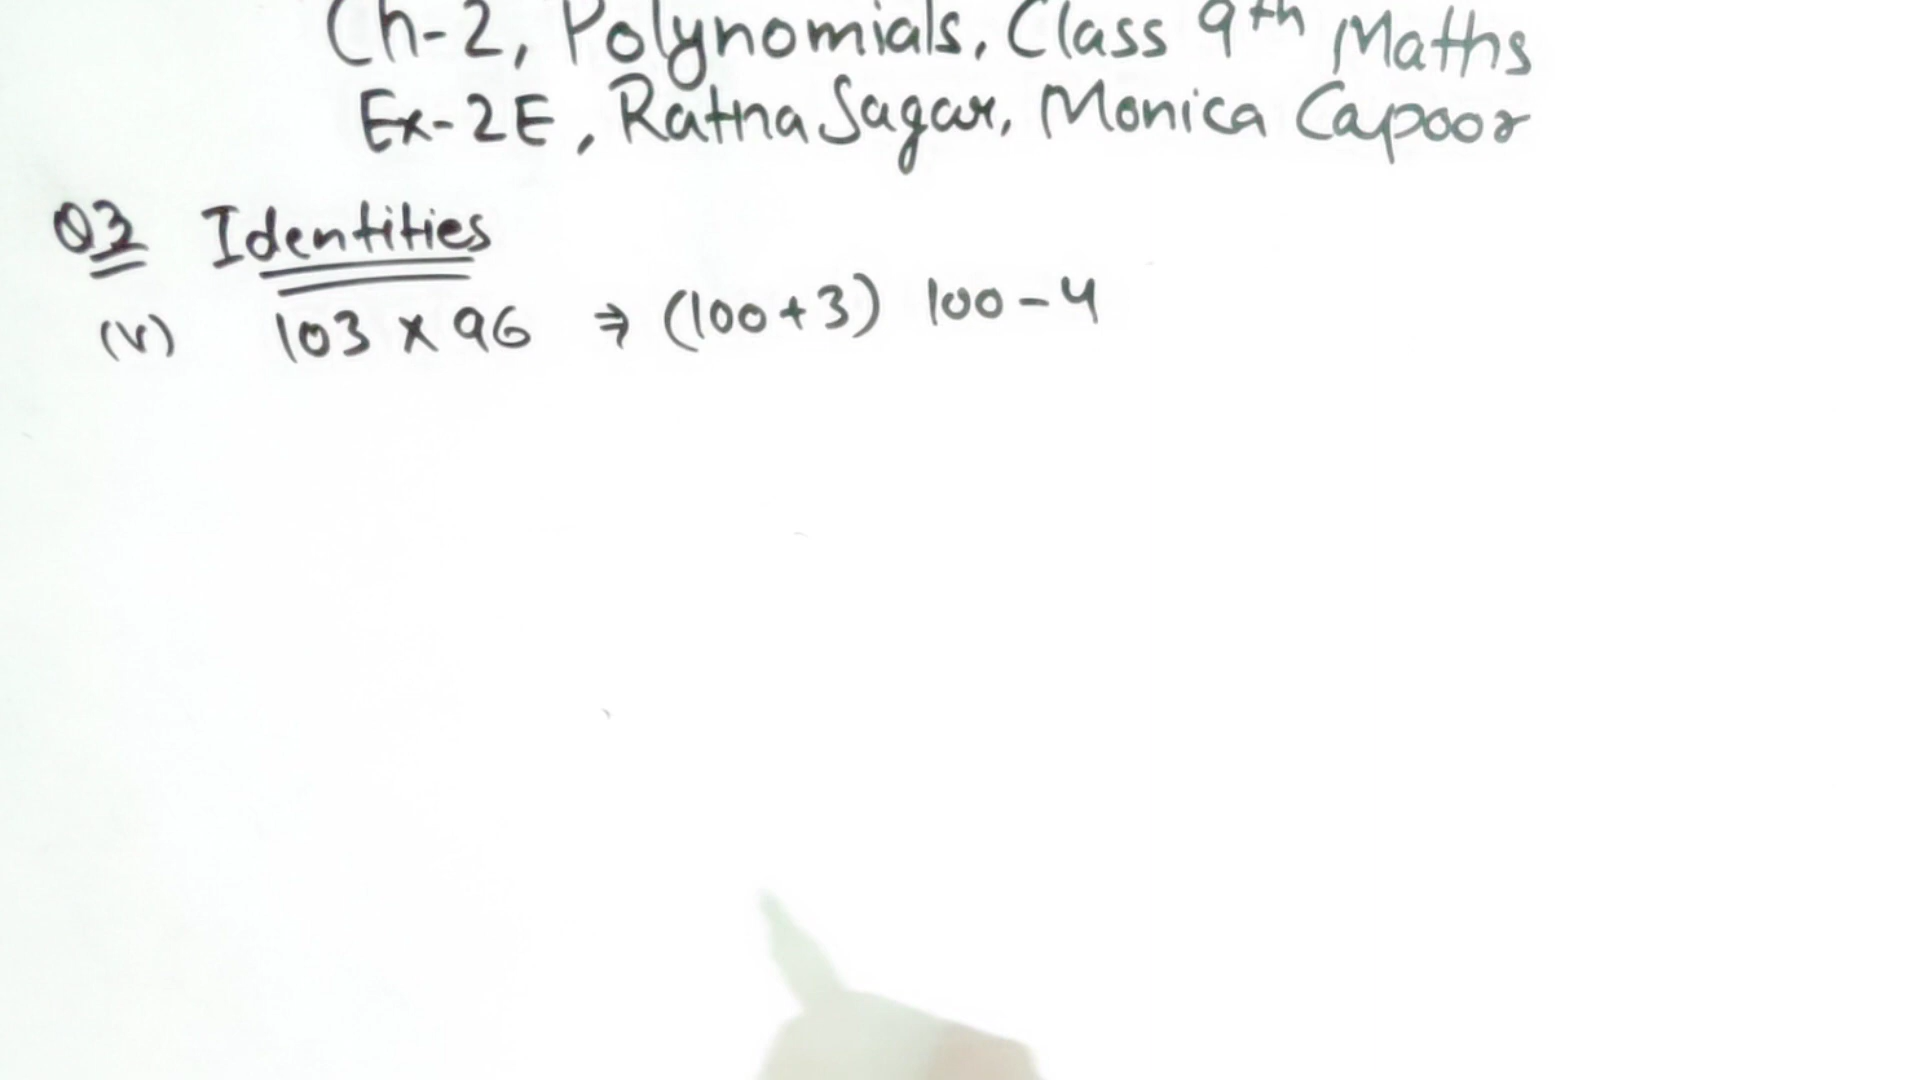 Ch-2, Polynomials, Class 9th Maths
Ex-2E, Ratna Sagar, Monica Capoor
Q3 Identities
(v) 103 × 96 ⇒ (100+3) 100-4